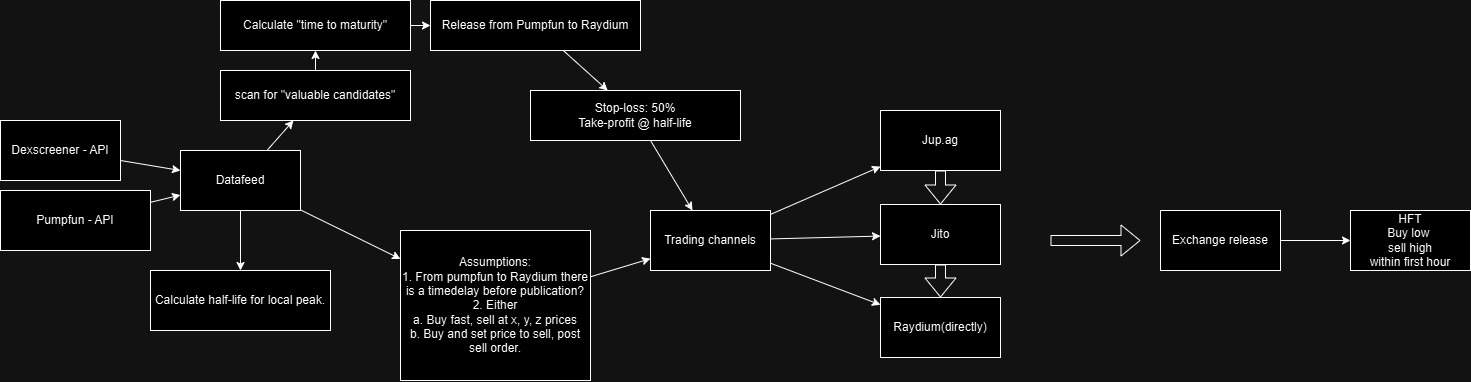 Calculate "time to maturity"
Release from Pumpfun to Raydium
scan for "valuable candidates"
Stop-loss: 50%
Take-profit @ half-life
Dexscreener - API
Pumpfun - API
Datafeed
Calculate half-life for local peak.
Assumptions:
1. From pumpfun to Raydium there
is a timedelay before publication?
2. Either
a. Buy fast, sell at x, y, z prices
b. Buy and set price to sell, post
sell order.
Trading channels
Jup.ag
Jito
Raydium(directly)
Exchange release
HFT
Buy low
sell high
within first hour